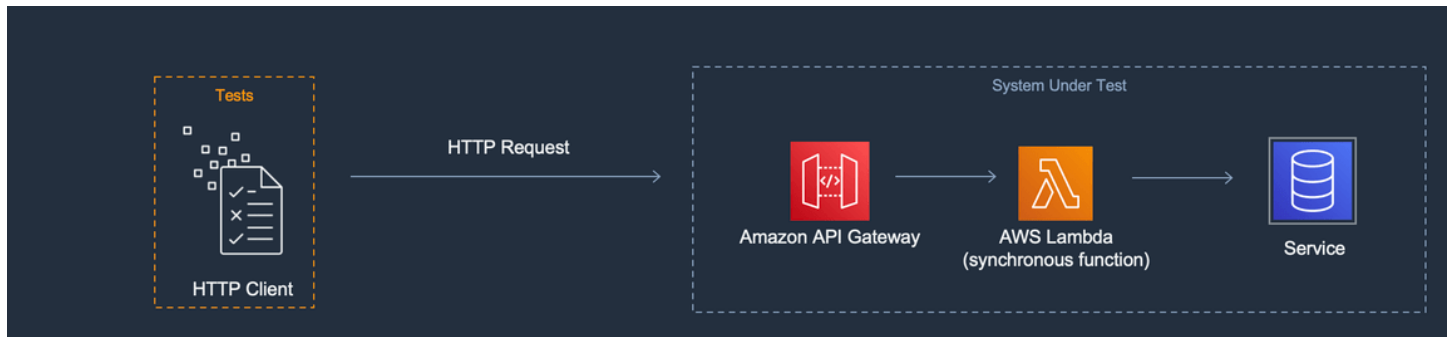 Tests
HTTP Client
HTTP Request
System Under Test
</>
Amazon API Gateway
AWS Lambda
(synchronous function)
Service